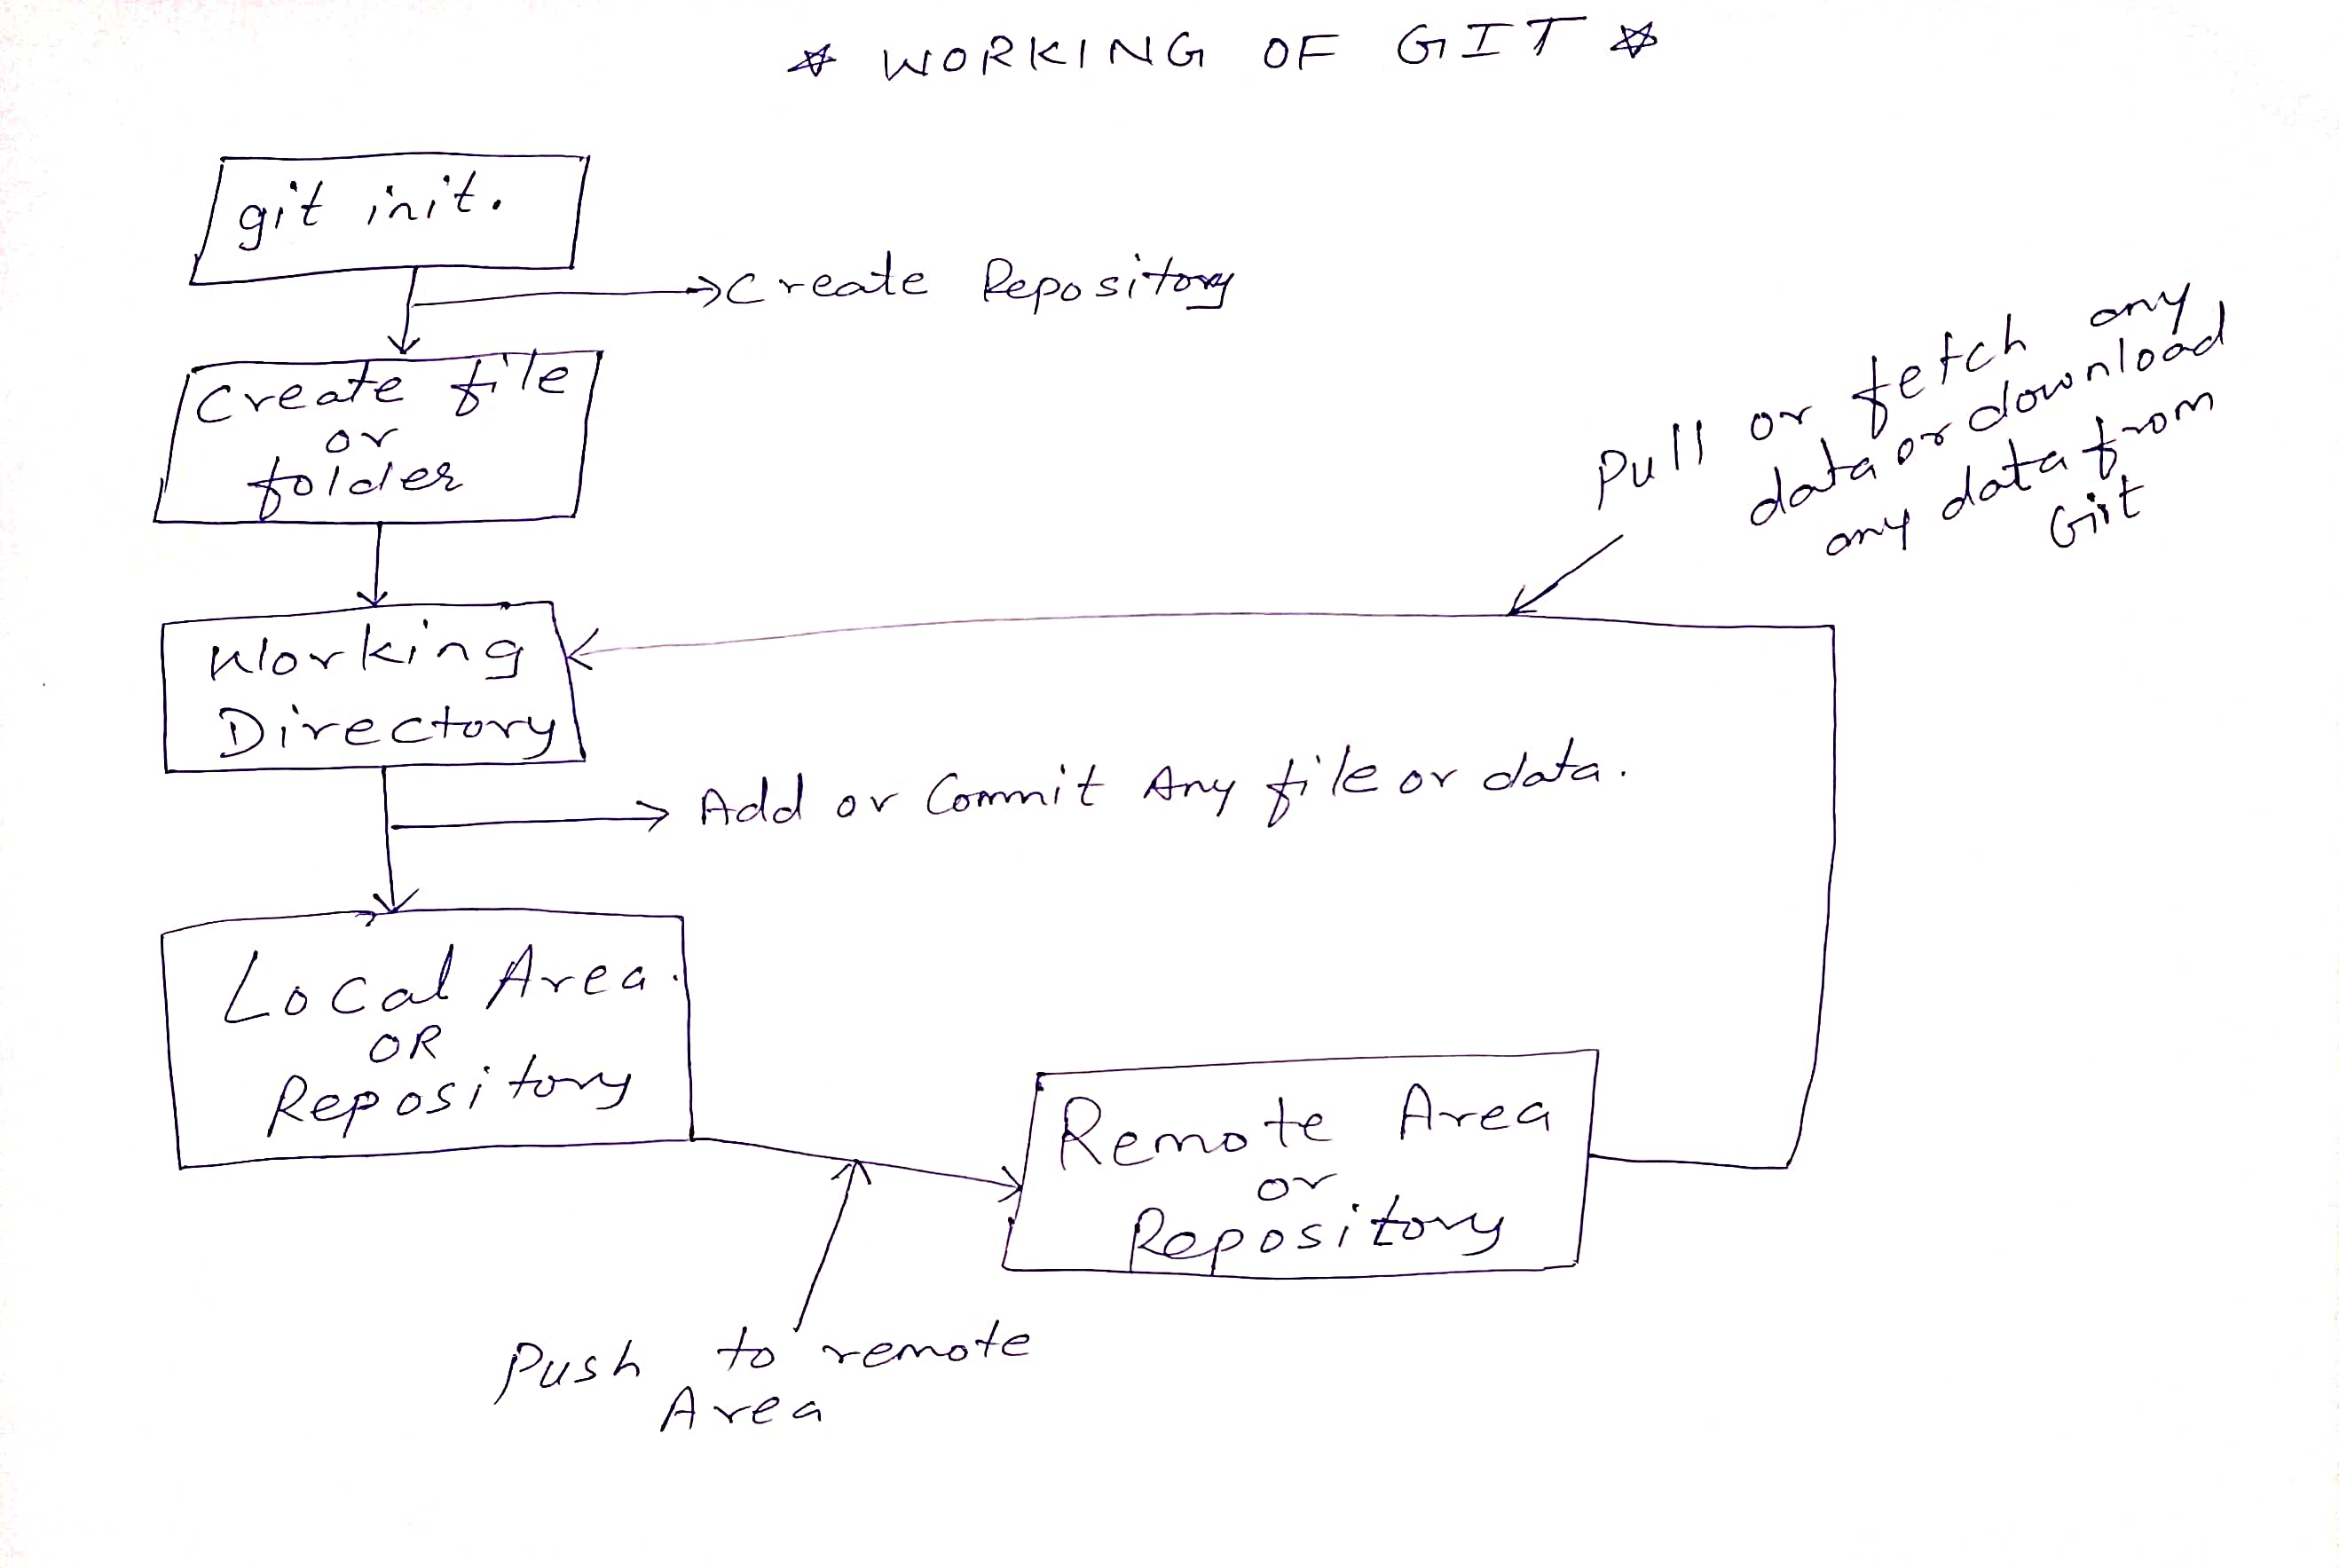 WORKING OF GIT
git init.
Create Repository
Create file
or
folder
Pull or fetch any
data or download
any data from
Git
Working
Directory
Add or Commit Any file or data.
Local Area.
OR
Repository
Remote Area
or
Repository
Push to remote
Area